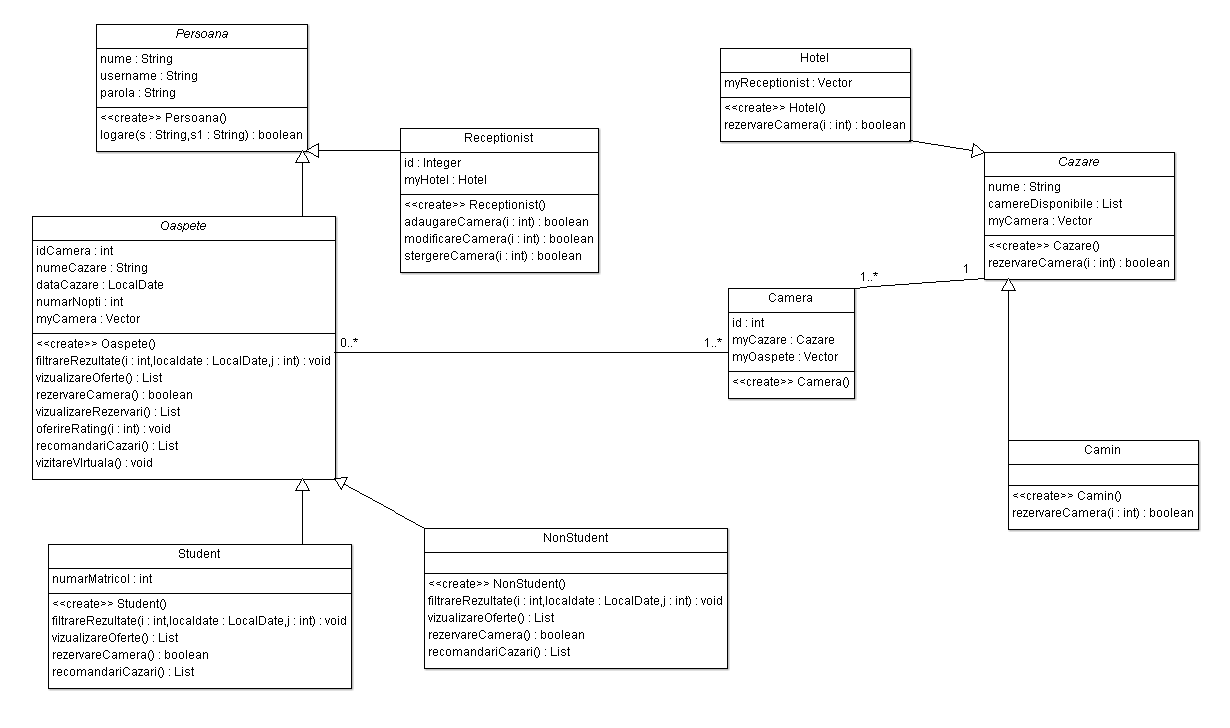 Persoana
nume : String
username : String
parola : String
<<create>> Persoana()
logare(s : String,s1 : String) : boolean
Receptionist
id : Integer
myHotel : Hotel
<<create>> Receptionist()
adaugareCamera(i : int) : boolean
modificareCamera(i : int) : boolean
stergereCamera(i : int) : boolean
Hotel
myReceptionist : Vector
<<create>> Hotel()
rezervareCamera(i : int) : boolean
Cazare
nume : String
camereDisponibile : List
myCamera : Vector
<<create>> Cazare()
rezervareCamera(i : int) : boolean
Oaspete
idCamera : int
numeCazare : String
dataCazare : LocalDate
numarNopti : int
myCamera : Vector
<<create>> Oaspete()
filtrareRezultate(i : int,localdate : LocalDate,j : int) : void
vizualizareOferte() : List
rezervareCamera() : boolean
vizualizareRezervari() : List
oferireRating(i : int) : void
recomandariCazari() : List
vizitareVIrtuala() : void
0..*
1..*
1..*
1
Camera
id : int
myCazare : Cazare
myOaspete : Vector
<<create>> Camera()
Camin
<<create>> Camin()
rezervareCamera(i : int) : boolean
Student
numarMatricol : int
<<create>> Student()
filtrareRezultate(i : int,localdate : LocalDate,j : int) : void
vizualizareOferte() : List
rezervareCamera() : boolean
recomandariCazari() : List
NonStudent
<<create>> NonStudent()
filtrareRezultate(i : int,localdate : LocalDate,j : int) : void
vizualizareOferte() : List
rezervareCamera() : boolean
recomandariCazari() : List